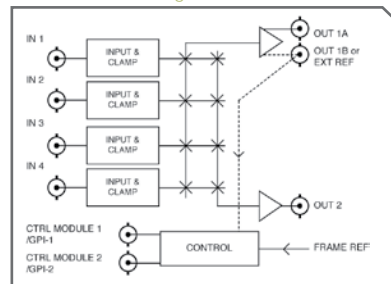 IN 1
INPUT &
CLAMP
OUT 1A
OUT 1B or
EXT REF
IN 2
INPUT &
CLAMP
IN 3
INPUT &
CLAMP
IN 4
INPUT &
CLAMP
OUT 2
CTRL MODULE 1
/GPI-1
CONTROL
FRAME REF
CTRL MODULE 2
/GPI-2